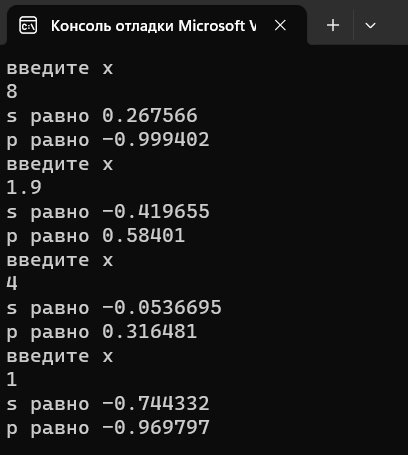 Консоль отладки Microsoft V
введите x
8
s равно 0.267566
p равно -0.999402
введите x
1.9
s равно -0.419655
p равно 0.58401
введите x
4
s равно -0.0536695
p равно 0.316481
введите x
1
s равно -0.744332
p равно -0.969797